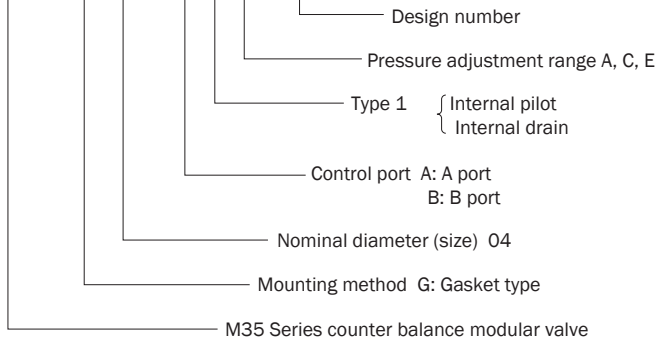 Design number
Pressure adjustment range A, C, E
Type 1 Internal pilot
Internal drain
Control port A: A port
B: B port
Nominal diameter (size) 04
Mounting method G: Gasket type
M35 Series counter balance modular valve